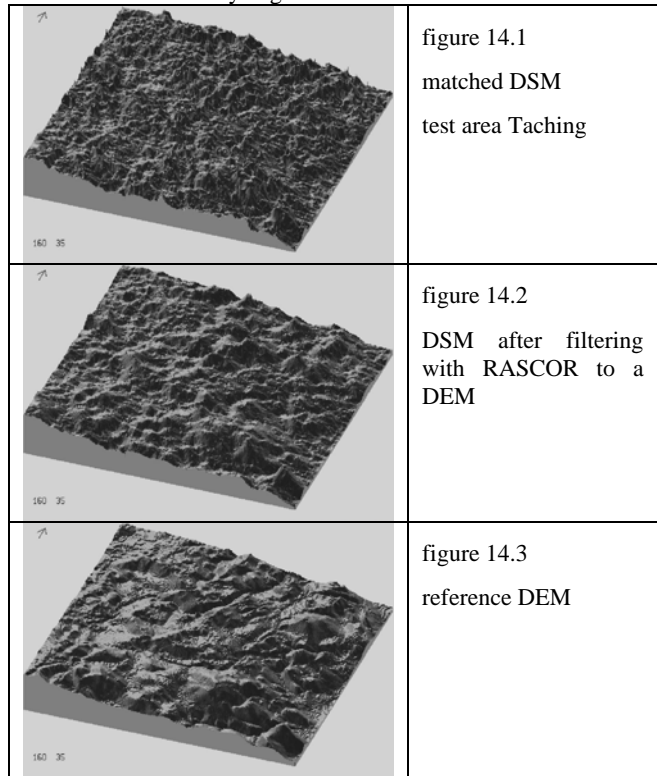 figure 14.1
matched DSM
test area Taching
160 35
figure 14.2
DSM after filtering
with RASCOR to a
DEM
160 35
figure 14.3
reference DEM
160 35